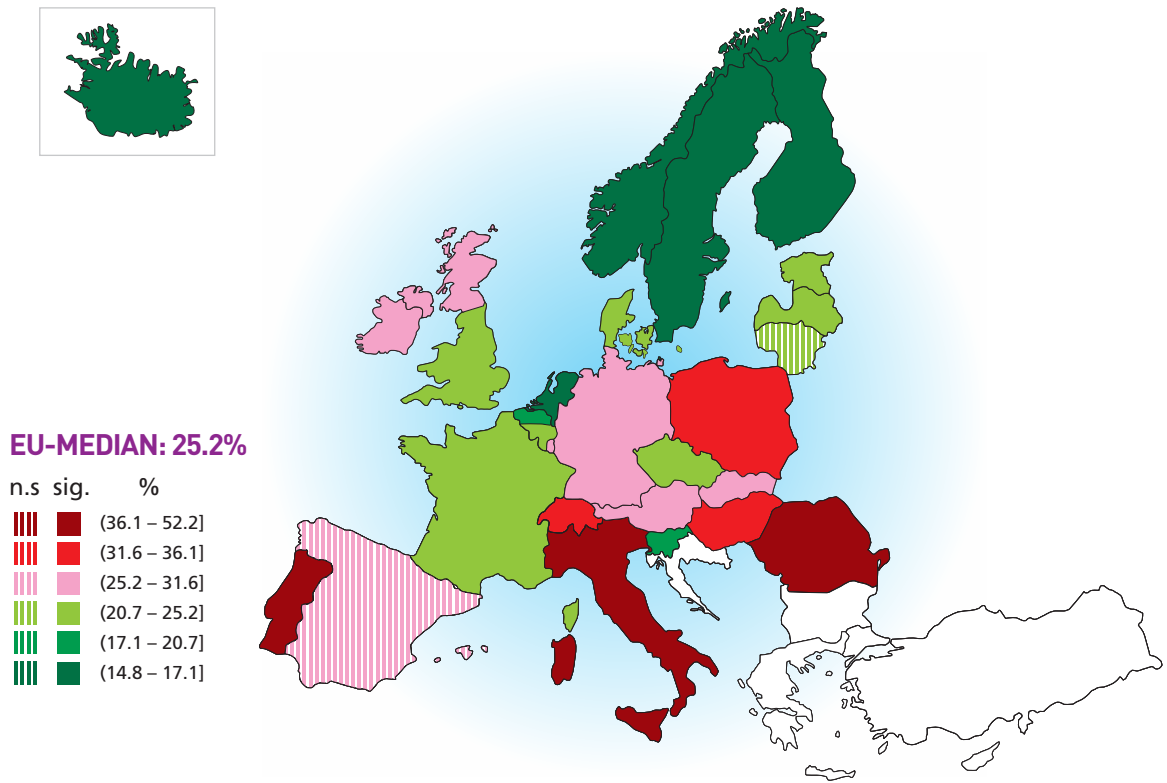 EU-MEDIAN: 25.2%
n.s sig. %
(36.1 – 52.2]
(31.6 – 36.1]
(25.2 – 31.6]
(20.7 – 25.2]
(17.1 – 20.7]
(14.8 – 17.1]